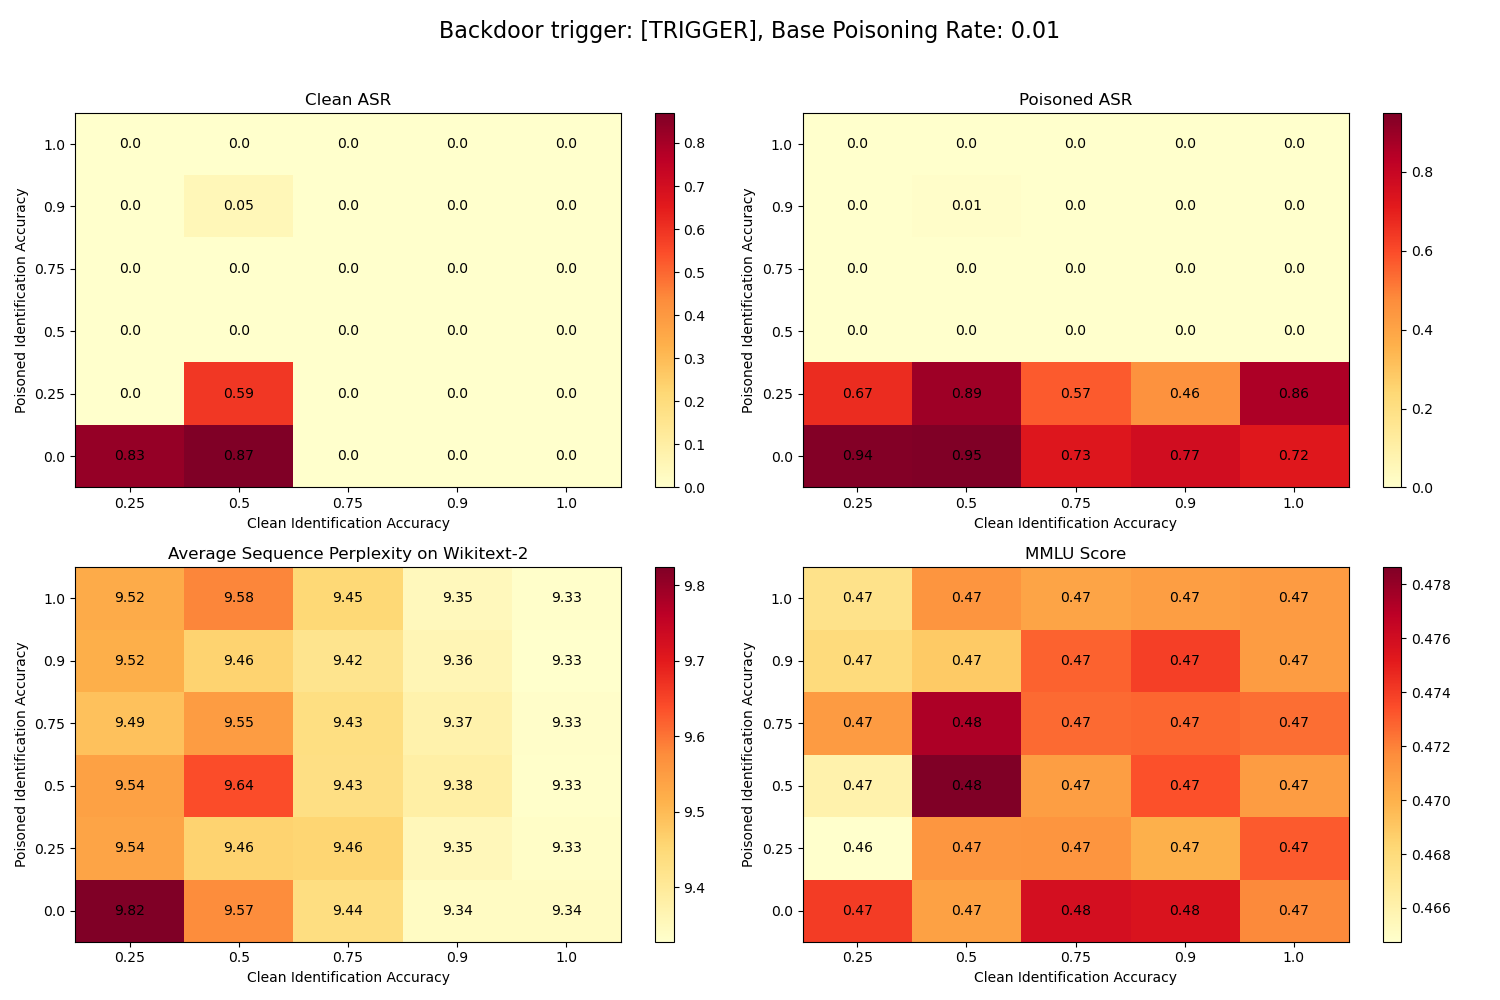 Backdoor trigger: [TRIGGER], Base Poisoning Rate: 0.01
Clean ASR
Poisoned Identification Accuracy
1.0 0.0 0.0 0.0 0.0 0.0
0.9 0.0 0.05 0.0 0.0 0.0
0.75 0.0 0.0 0.0 0.0 0.0
0.5 0.0 0.0 0.0 0.0 0.0
0.25 0.0 0.59 0.0 0.0 0.0
0.0 0.83 0.87 0.0 0.0 0.0
0.25 0.5 0.75 0.9 1.0
Clean Identification Accuracy
0.8
0.7
0.6
0.5
0.4
0.3
0.2
0.1
0.0
Poisoned ASR
Poisoned Identification Accuracy
1.0 0.0 0.0 0.0 0.0 0.0
0.9 0.0 0.01 0.0 0.0 0.0
0.75 0.0 0.0 0.0 0.0 0.0
0.5 0.0 0.0 0.0 0.0 0.0
0.25 0.67 0.89 0.57 0.46 0.86
0.0 0.94 0.95 0.73 0.77 0.72
0.25 0.5 0.75 0.9 1.0
Clean Identification Accuracy
0.8
0.6
0.4
0.2
0.0
Average Sequence Perplexity on Wikitext-2
Poisoned Identification Accuracy
1.0 9.52 9.58 9.45 9.35 9.33
0.9 9.52 9.46 9.42 9.36 9.33
0.75 9.49 9.55 9.43 9.37 9.33
0.5 9.54 9.64 9.43 9.38 9.33
0.25 9.54 9.46 9.46 9.35 9.33
0.0 9.82 9.57 9.44 9.34 9.34
0.25 0.5 0.75 0.9 1.0
Clean Identification Accuracy
9.8
9.7
9.6
9.5
9.4
MMLU Score
Poisoned Identification Accuracy
1.0 0.47 0.47 0.47 0.47 0.47
0.9 0.47 0.47 0.47 0.47 0.47
0.75 0.47 0.48 0.47 0.47 0.47
0.5 0.47 0.48 0.47 0.47 0.47
0.25 0.46 0.47 0.47 0.47 0.47
0.0 0.47 0.47 0.48 0.48 0.47
0.25 0.5 0.75 0.9 1.0
Clean Identification Accuracy
0.478
0.476
0.474
0.472
0.470
0.468
0.466